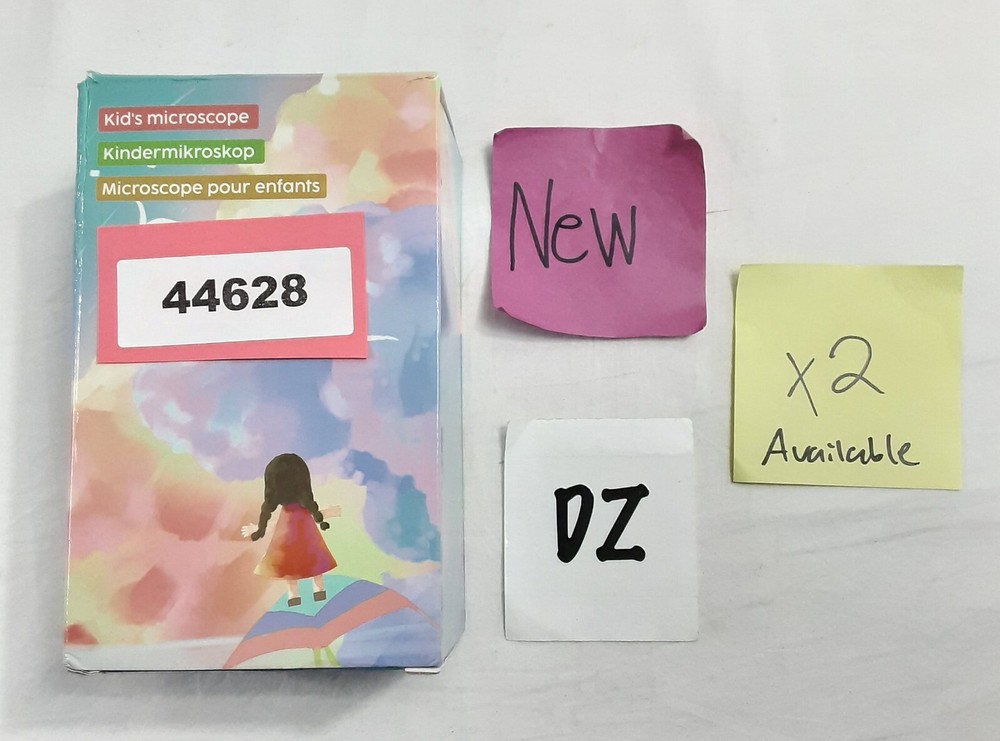 Kid's microscope
Kindermikroskop
Microscope pour enfants
44628
New
x2
Available
DZ